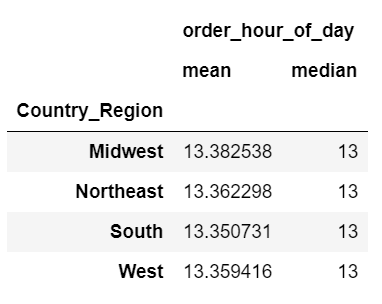 order_hour_of_day
mean median
Country_Region
Midwest 13.382538 13
Northeast 13.362298 13
South 13.350731 13
West 13.359416 13